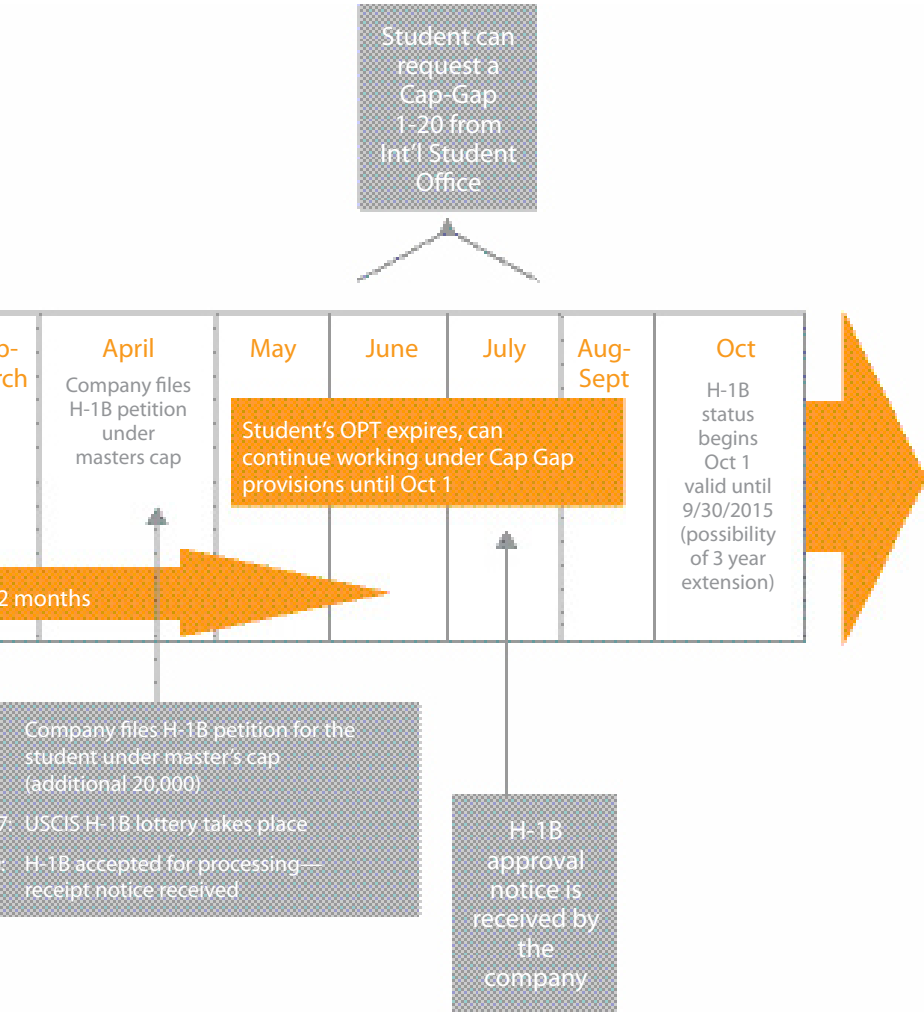 Student can
request a
Cap-Gap
1-20 from
Int'l Student
Office
April
Company files
H-1B petition
under
masters cap
May
June
July
Aug-
Sept
Oct
H-1B
status
begins
Oct 1
valid until
9/30/2015
(possibility
of 3 year
extension)
Student's OPT expires, can
continue working under Cap Gap
provisions until Oct 1
2 months
Company files H-1B petition for the
student under master's cap
(additional 20,000)
7: USCIS H-1B lottery takes place
: H-1B accepted for processing—
receipt notice received
H-1B
approval
notice is
received by
the
company